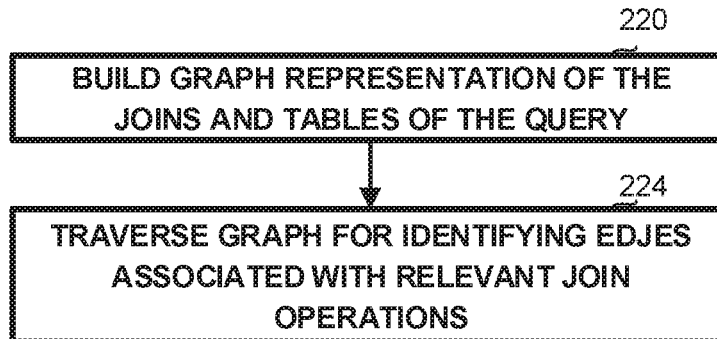 220
BUILD GRAPH REPRESENTATION OF THE
JOINS AND TABLES OF THE QUERY
224
TRAVERSE GRAPH FOR IDENTIFYING EDJES
ASSOCIATED WITH RELEVANT JOIN
OPERATIONS